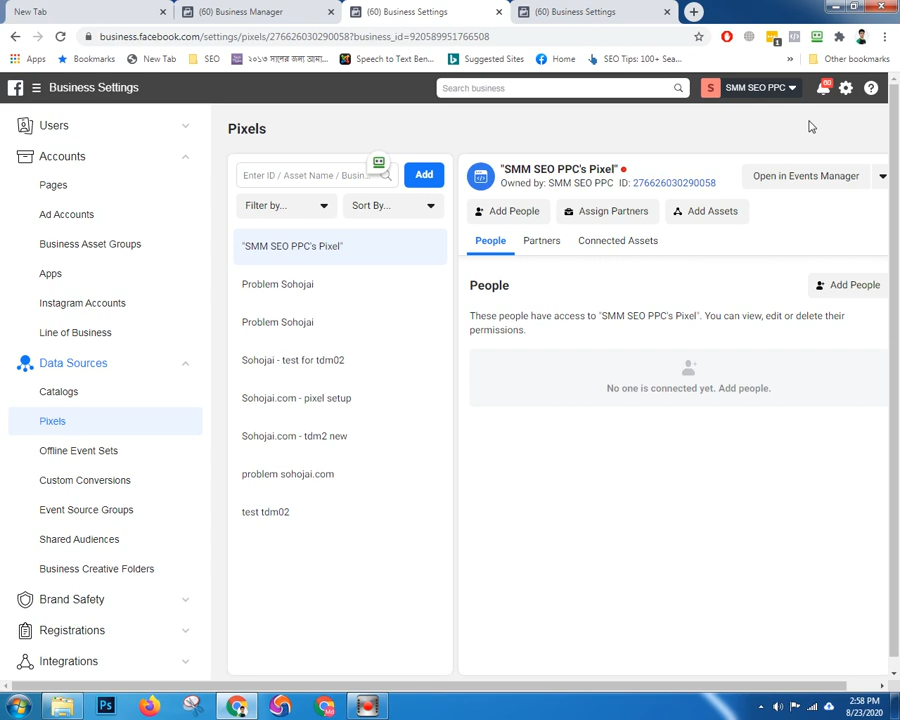 New Tab
(60) Business Manager
(60) Business Settings
(60) Business Settings
business.facebook.com/settings/pixels/276626030290058?business_id=920589951766508
Apps
Bookmarks
New Tab
SEO
২০১৩ সালের জন্য আমা...
Speech to Text Ben...
Suggested Sites
Home
SEO Tips: 100+ Sea...
Other bookmarks
Business Settings
Search business
S
SMM SEO PPC
60
Users
Accounts
Pages
Ad Accounts
Business Asset Groups
Apps
Instagram Accounts
Line of Business
Data Sources
Catalogs
Pixels
Offline Event Sets
Custom Conversions
Event Source Groups
Shared Audiences
Business Creative Folders
Brand Safety
Registrations
Integrations
Pixels
Enter ID / Asset Name / Busin...
Add
Filter by...
Sort By...
"SMM SEO PPC's Pixel"
Problem Sohojai
Problem Sohojai
Sohojai - test for tdm02
Sohojai.com - pixel setup
Sohojai.com - tdm2 new
problem sohojai.com
test tdm02
"SMM SEO PPC's Pixel"
Owned by: SMM SEO PPC ID: 276626030290058
Open in Events Manager
Add People
Assign Partners
Add Assets
People
Partners
Connected Assets
People
Add People
These people have access to "SMM SEO PPC's Pixel". You can view, edit or delete their
permissions.
No one is connected yet. Add people.
Ps
2:58 PM
8/23/2020